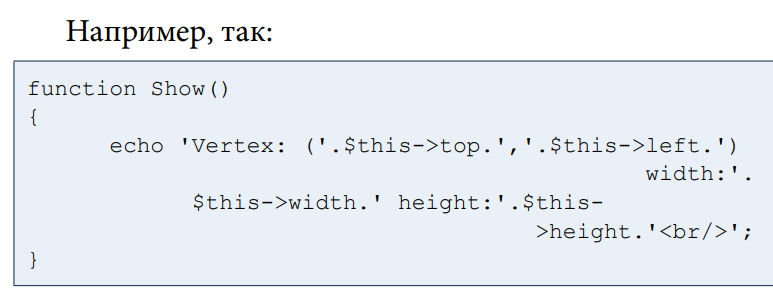 Например, так:
function Show()
{
echo 'Vertex: ('.$this->top.','.$this->left.')
width:'.
$this->width.' height:'.$this-
>height.'<br/>';
}